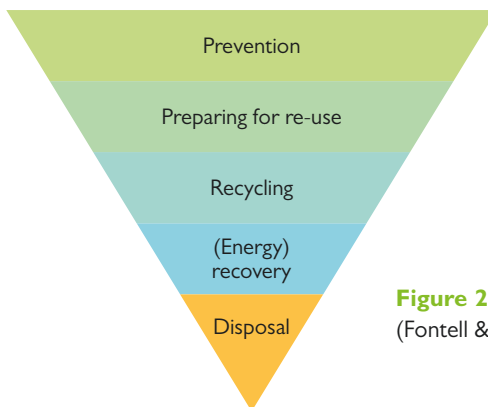 Prevention
Preparing for re-use
Recycling
(Energy)
recovery
Disposal
Figure 2
(Fontell &